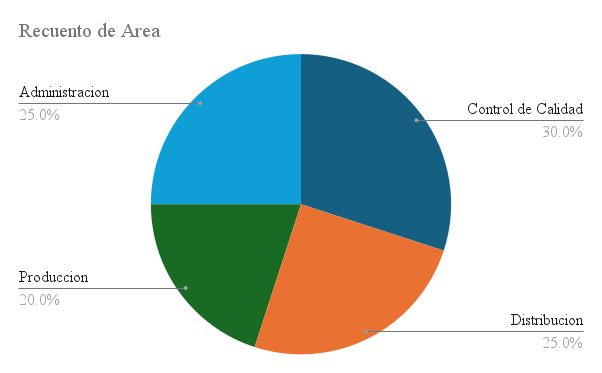 Recuento de Area
Administracion
25.0%
Control de Calidad
30.0%
Produccion
20.0%
Distribucion
25.0%